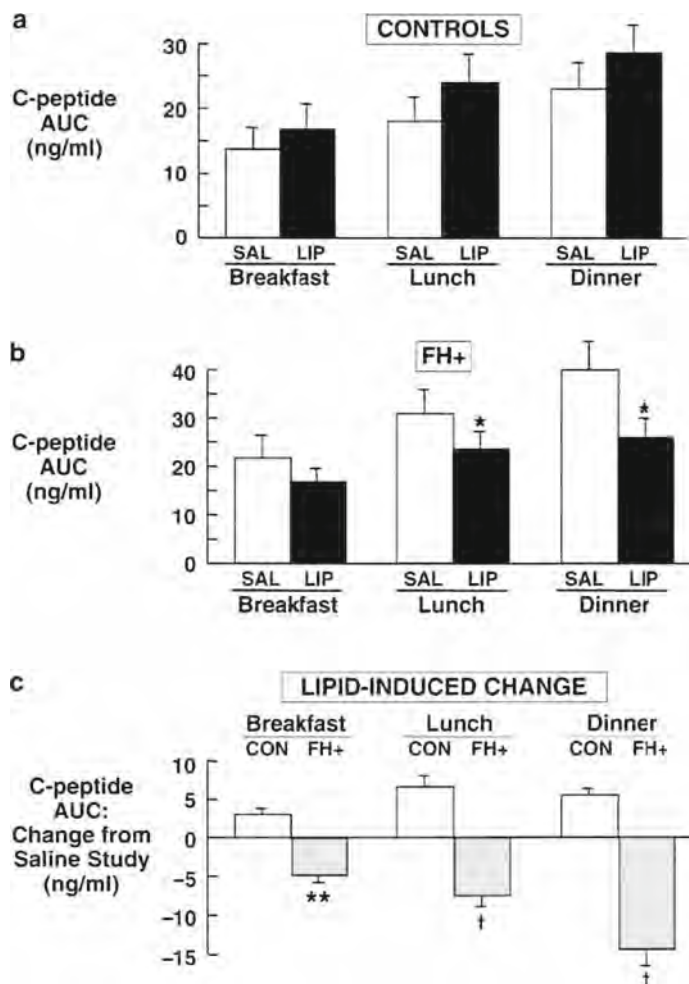 a
CONTROLS
C-peptide
AUC
(ng/ml)
30
20
10
0
SAL LIP SAL LIP SAL LIP
Breakfast Lunch Dinner
b
FH+
C-peptide
AUC
(ng/ml)
40
30
20
10
0
*
*
SAL LIP SAL LIP SAL LIP
Breakfast Lunch Dinner
c
LIPID-INDUCED CHANGE
Breakfast Lunch Dinner
CON FH+ CON FH+ CON FH+
C-peptide
AUC:
Change from
Saline Study
(ng/ml)
10
5
0
−5
−10
−15
**
†
†